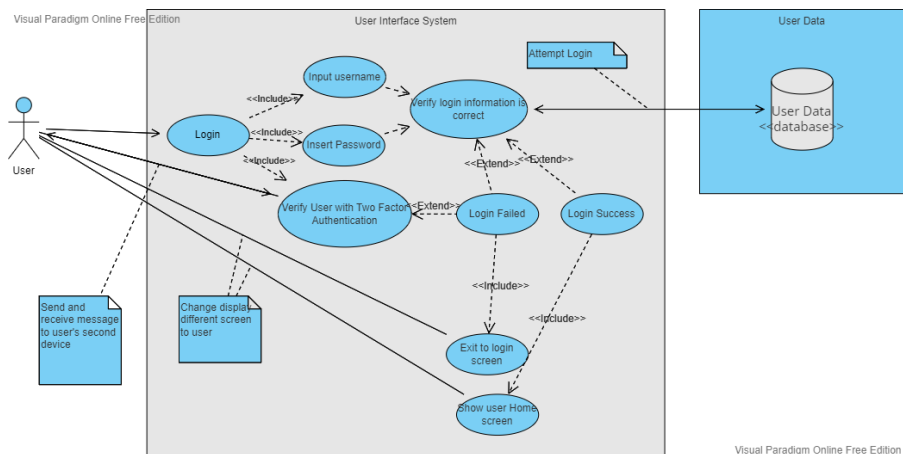 Visual Paradigm Online Free Edition
User Interface System
User Data
Attempt Login
Input username
<<Include>>
Verify login information is
correct
User Data
<<database>>
Login
<<Include>>
Insert Password
<<Include>>
User
<<Extend>>
<<Extend>>
Verify User with Two Factor
Authentication
<<Extend>>
Login Failed
Login Success
<<Include>>
<<Include>>
Send and
receive message
to user's second
device
Change display
different screen
to user
Exit to login
screen
Show user Home
screen
Visual Paradigm Online Free Edition